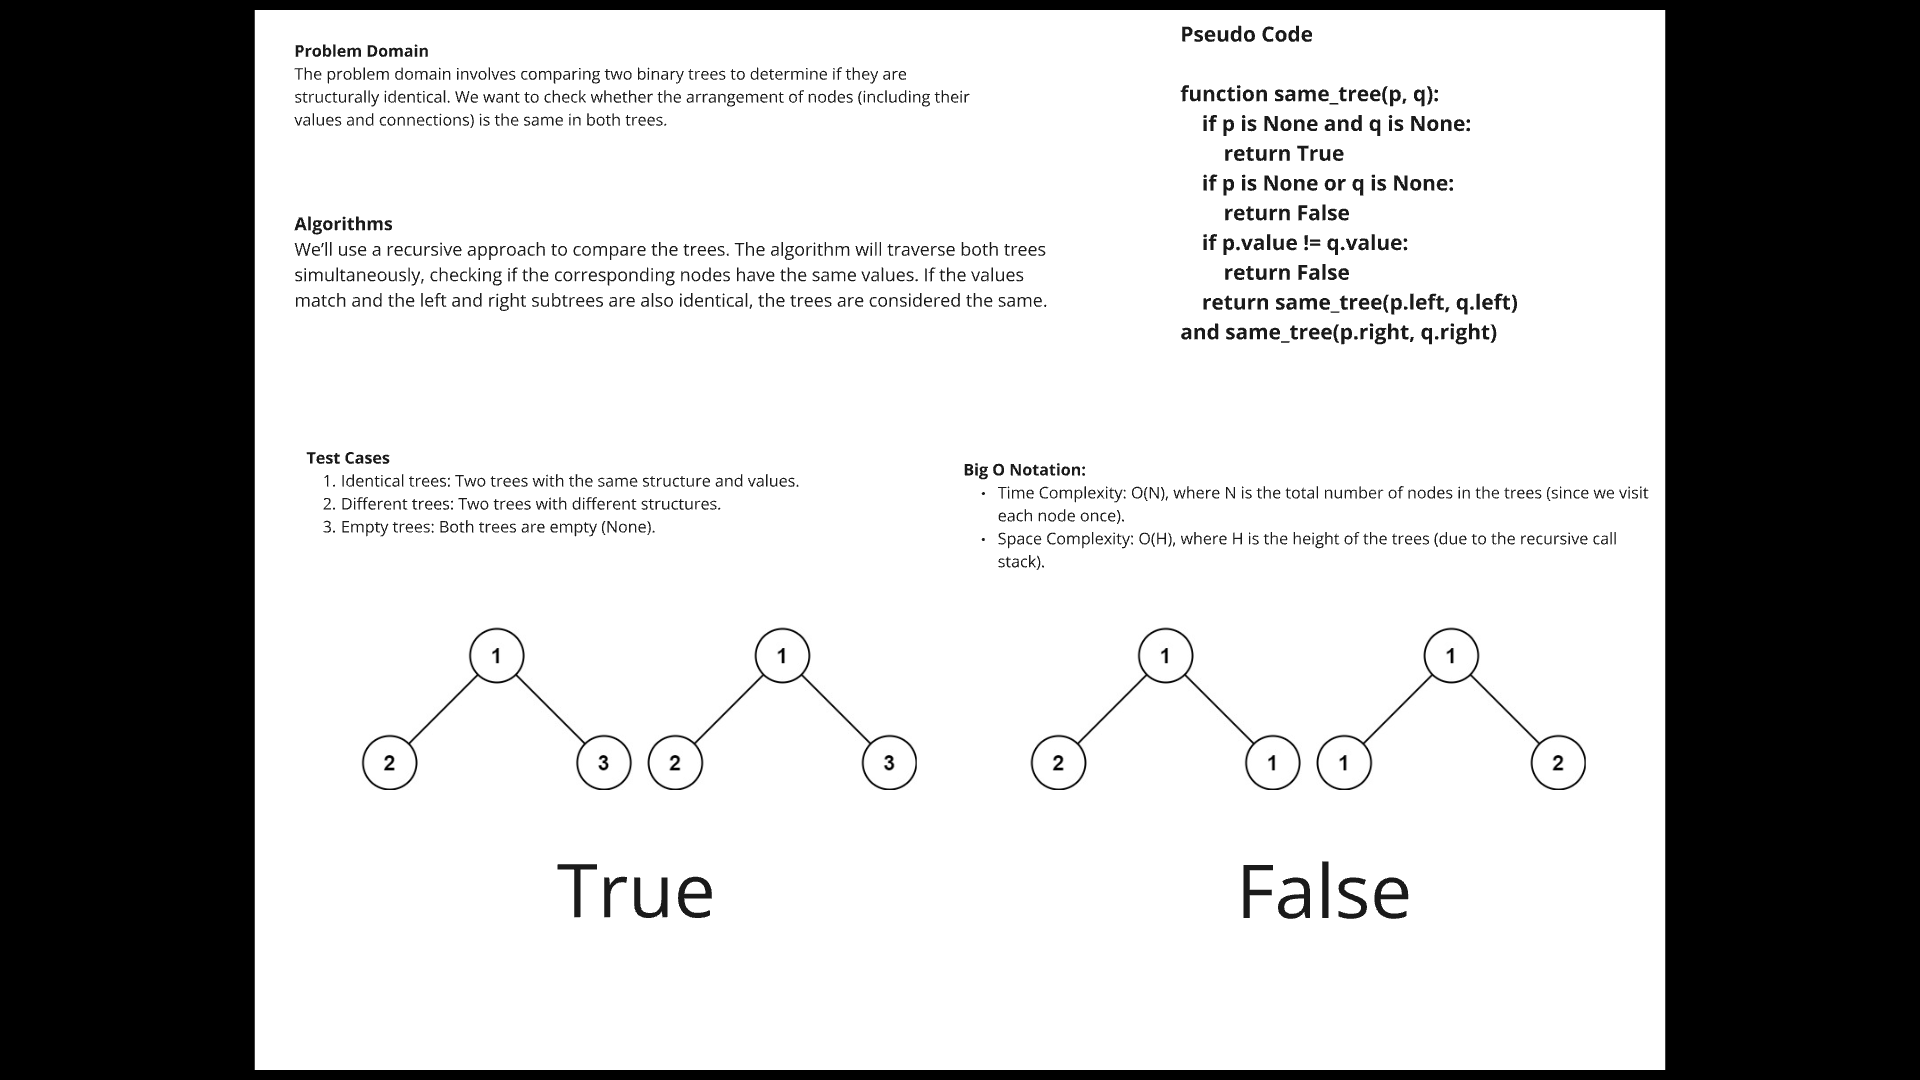 Problem Domain
The problem domain involves comparing two binary trees to determine if they are
structurally identical. We want to check whether the arrangement of nodes (including their
values and connections) is the same in both trees.
Algorithms
We'll use a recursive approach to compare the trees. The algorithm will traverse both trees
simultaneously, checking if the corresponding nodes have the same values. If the values
match and the left and right subtrees are also identical, the trees are considered the same.
Pseudo Code
function same_tree(p, q):
if p is None and q is None:
return True
if p is None or q is None:
return False
if p.value != q.value:
return False
return same_tree(p.left, q.left)
and same_tree(p.right, q.right)
Test Cases
1. Identical trees: Two trees with the same structure and values.
2. Different trees: Two trees with different structures.
3. Empty trees: Both trees are empty (None).
Big O Notation:
• Time Complexity: O(N), where N is the total number of nodes in the trees (since we visit
each node once).
• Space Complexity: O(H), where H is the height of the trees (due to the recursive call
stack).
1 1
2 3 2 3
True
1 1
2 1 1 2
False